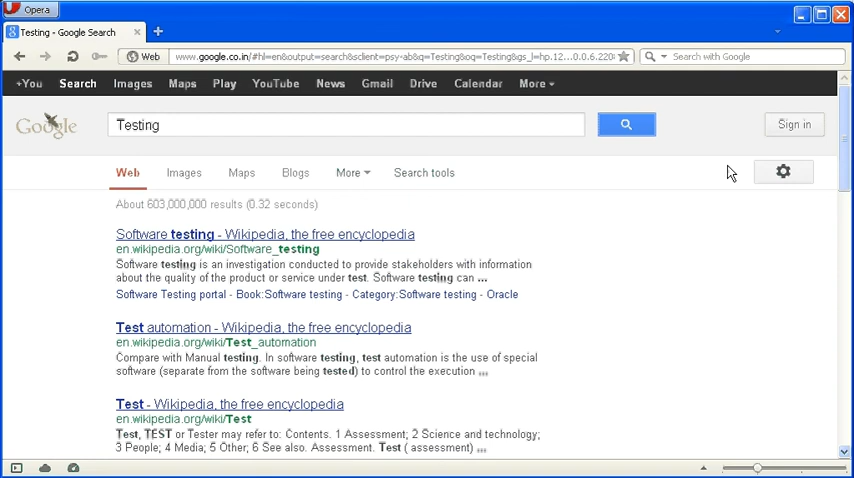 Opera
Testing - Google Search
Web www.google.co.in/#hl=en&output=search&sclient=psy-ab&q=Testing&oq=Testing&gs_l=hp.12...0.0.6.220 Search with Google
+You Search Images Maps Play YouTube News Gmail Drive Calendar More
Google Testing Sign in
Web Images Maps Blogs More Search tools
About 603,000,000 results (0.32 seconds)
Software testing - Wikipedia, the free encyclopedia
en.wikipedia.org/wiki/Software_testing
Software testing is an investigation conducted to provide stakeholders with information
about the quality of the product or service under test. Software testing can ...
Software Testing portal - Book:Software testing - Category:Software testing - Oracle
Test automation - Wikipedia, the free encyclopedia
en.wikipedia.org/wiki/Test_automation
Compare with Manual testing. In software testing, test automation is the use of special
software (separate from the software being tested) to control the execution ...
Test - Wikipedia, the free encyclopedia
en.wikipedia.org/wiki/Test
Test, TEST or Tester may refer to: Contents. 1 Assessment; 2 Science and technology;
3 People; 4 Media; 5 Other; 6 See also. Assessment. Test ( assessment) ...